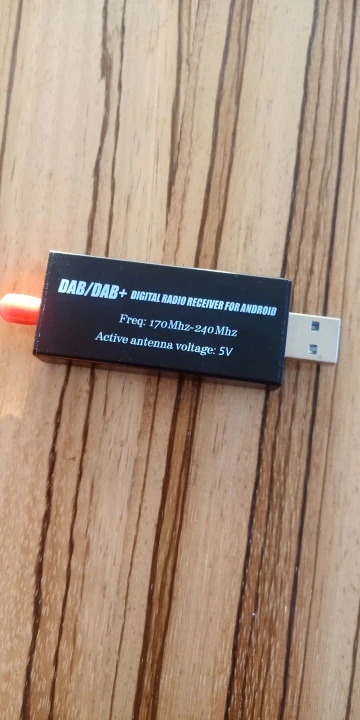 DAB/DAB+ DIGITAL RADIO RECEIVER FOR ANDROID
Freq: 170Mhz-240Mhz
Active antenna voltage: 5V